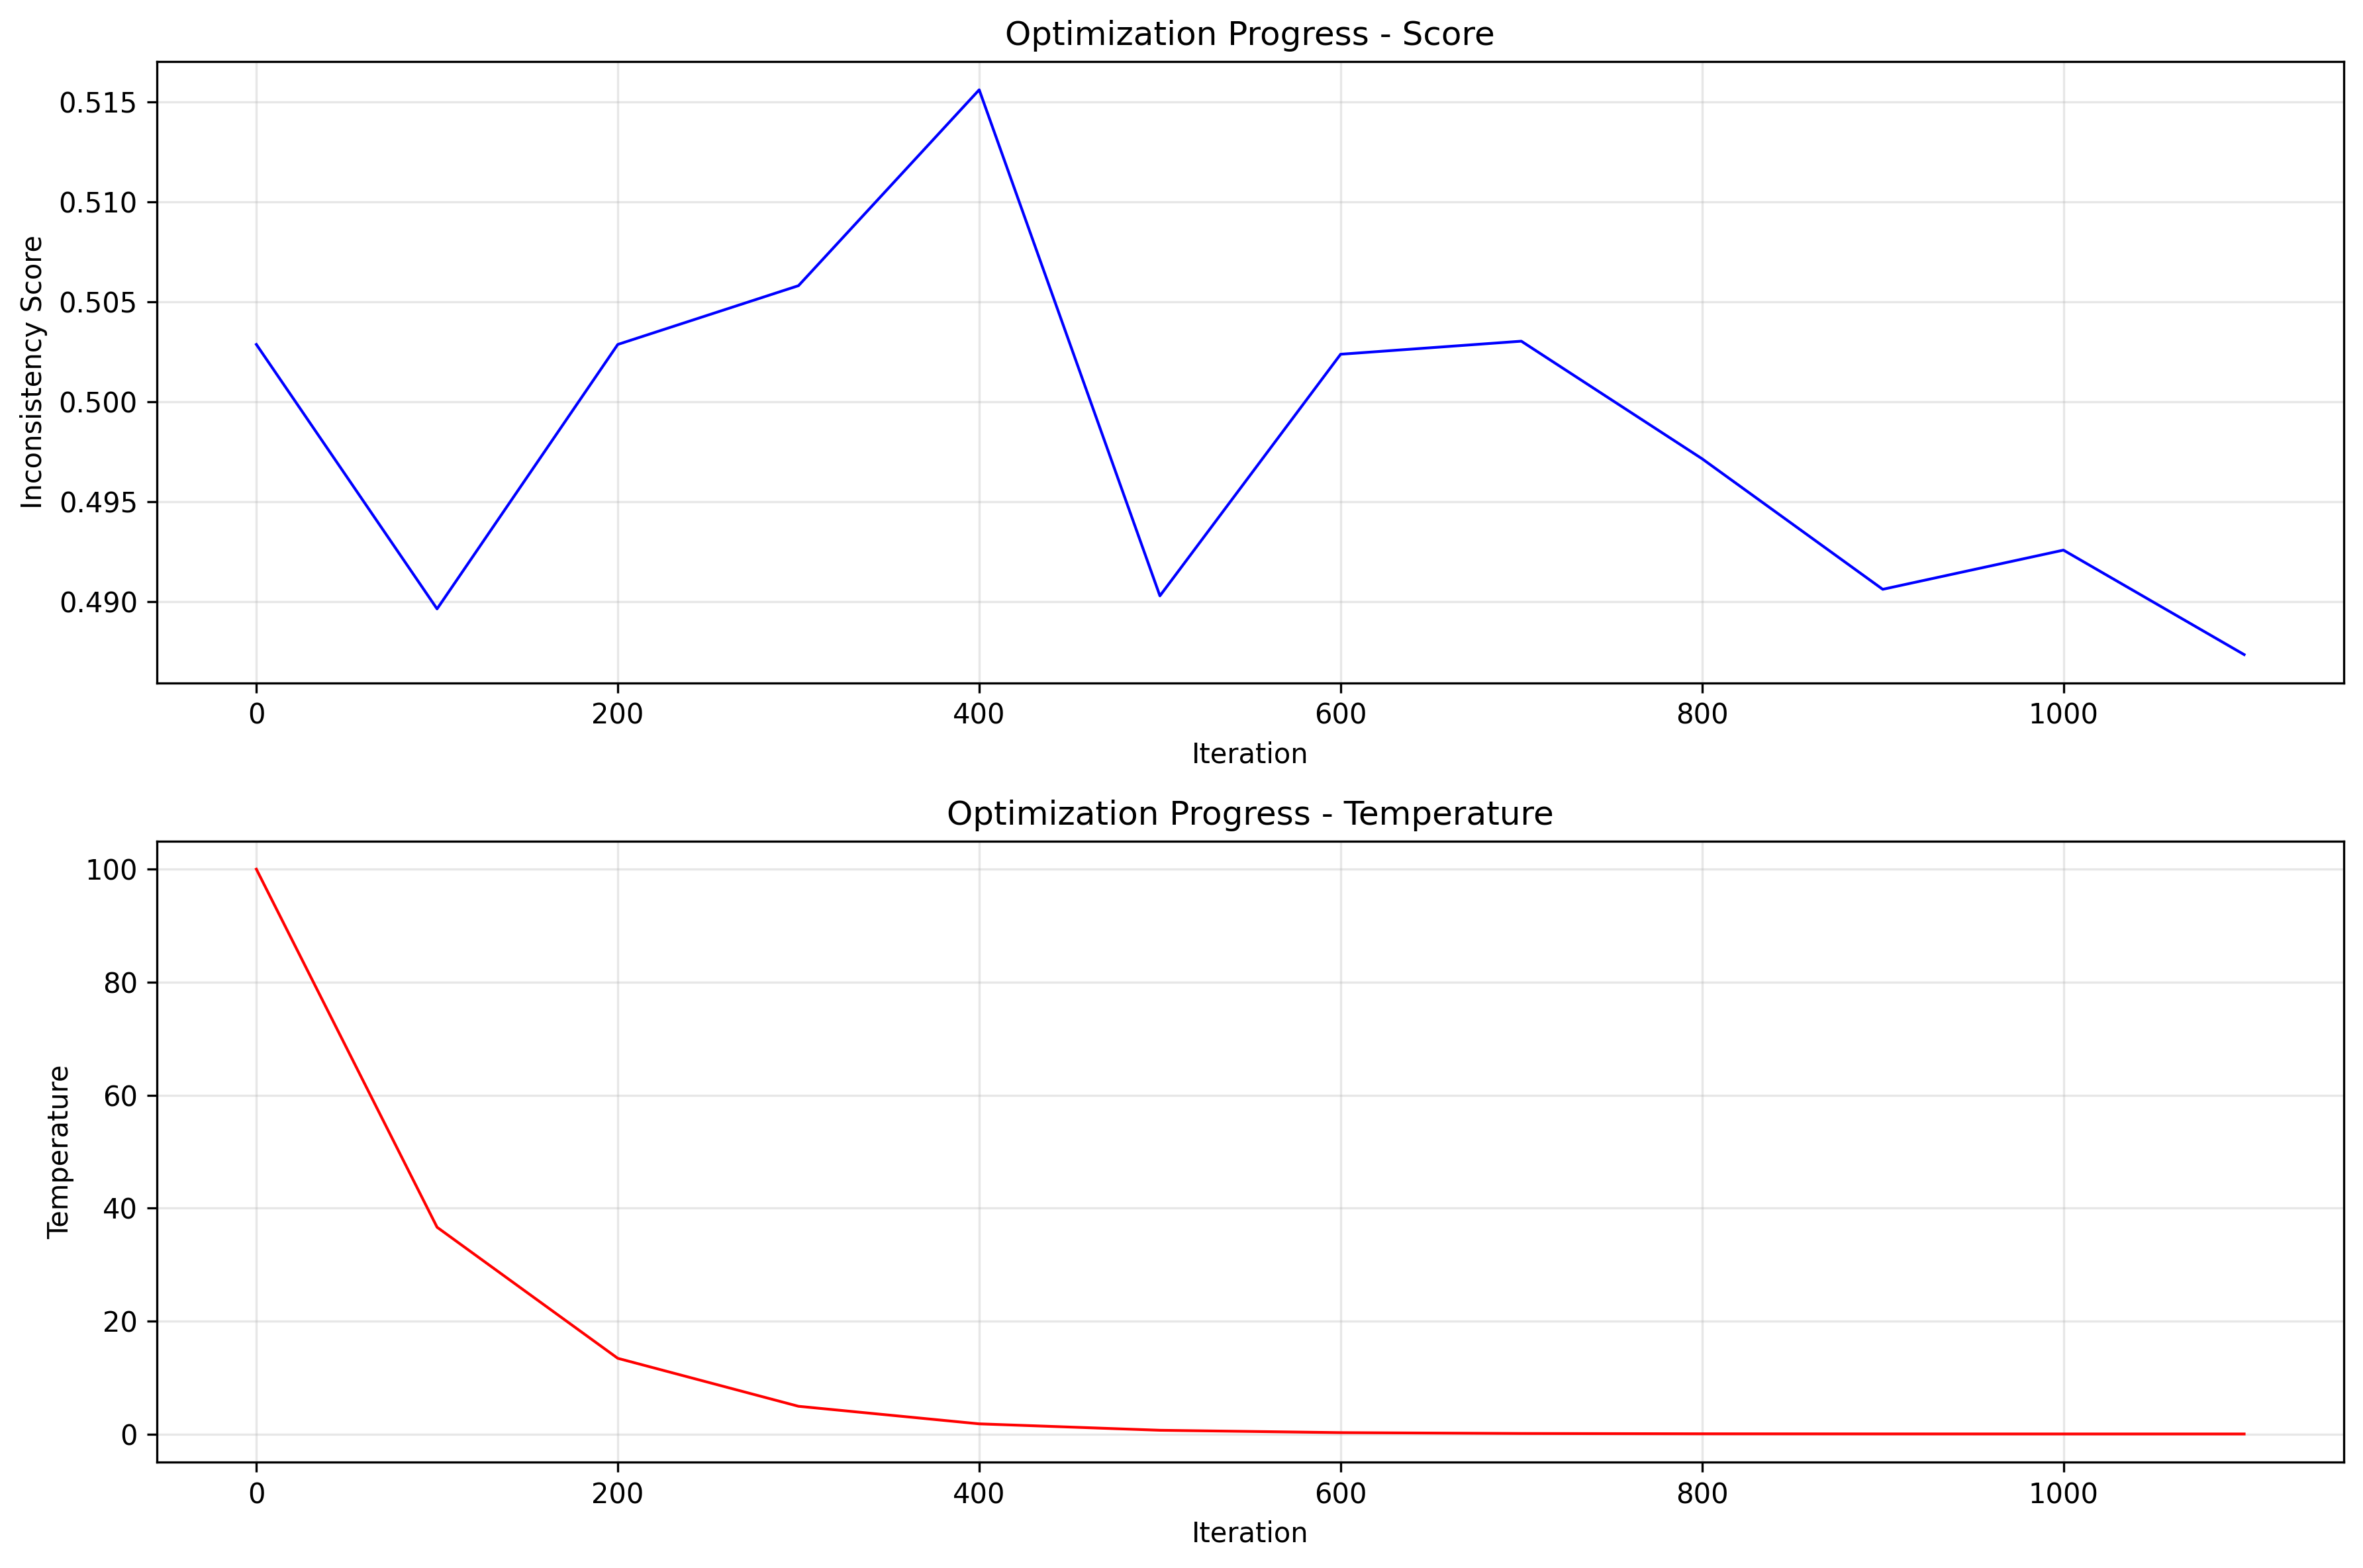 Optimization Progress - Score
0.515
0.510
0.505
0.500
0.495
0.490
Inconsistency Score
0 200 400 600 800 1000
Iteration
Optimization Progress - Temperature
100
80
60
40
20
0
Temperature
0 200 400 600 800 1000
Iteration